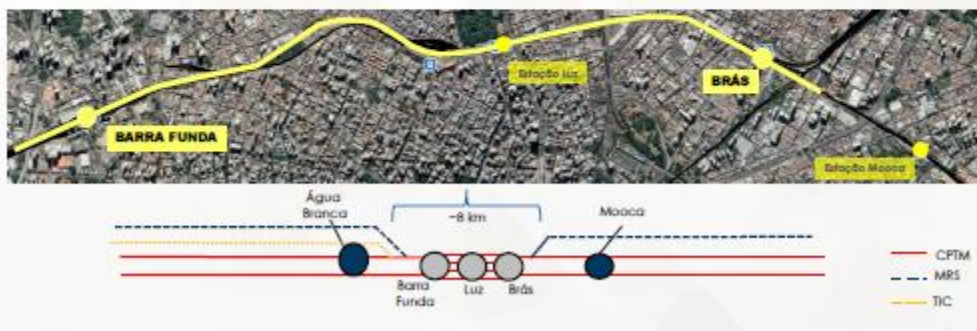 Estação Luz
BRÁS
BARRA FUNDA
Estação Mooca
Água
Branca
~8 km
Mooca
Barra
Funda
Luz
Brás
CPTM
MRS
TIC